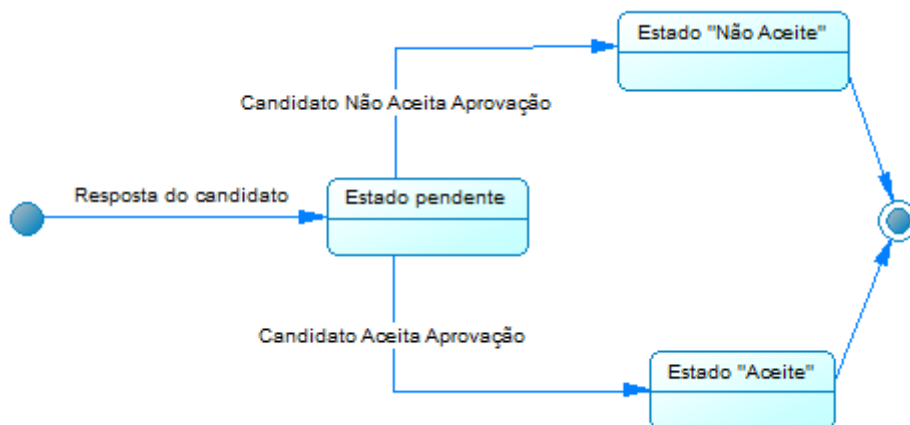 Estado "Não Aceite"
Candidato Não Aceita Aprovação
Resposta do candidato
Estado pendente
Candidato Aceita Aprovação
Estado "Aceite"